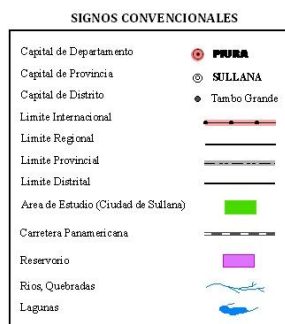 SIGNOS CONVENCIONALES
Capital de Departamento PIURA
Capital de Provincia SULLANA
Capital de Distrito Tambo Grande
Limite Internacional
Limite Regional
Limite Provincial
Limite Distrital
Area de Estudio (Ciudad de Sullana)
Carretera Panamericana
Reservorio
Rios, Quebradas
Lagunas